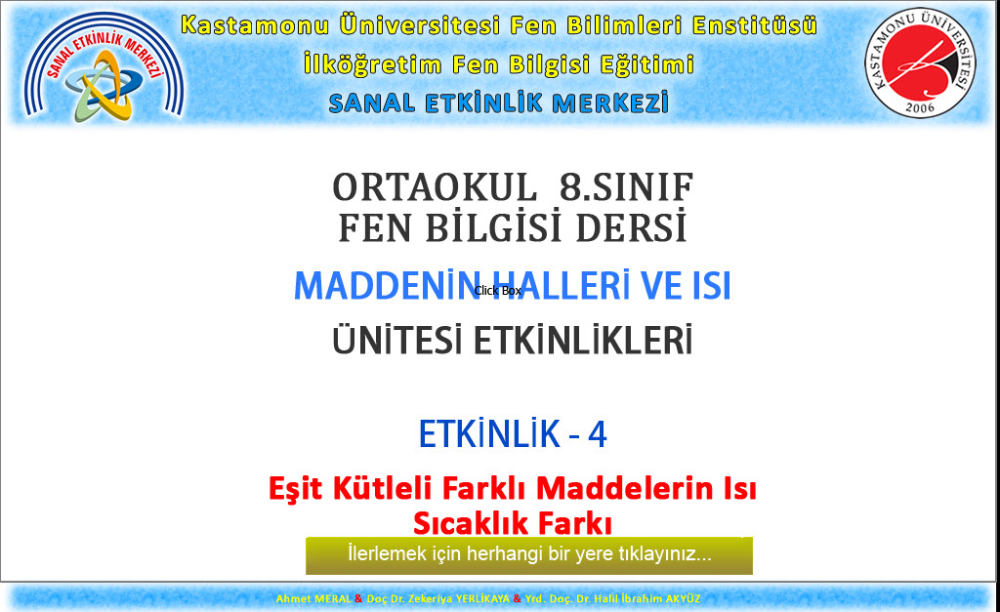 Kastamonu Üniversitesi Fen Bilimleri Enstitüsü
İlköğretim Fen Bilgisi Eğitimi
SANAL ETKİNLİK MERKEZİ
SANAL ETKİNLİK MERKEZİ
KASTAMONU ÜNİVERSİTESİ
2006
ORTAOKUL 8.SINIF
FEN BİLGİSİ DERSİ
MADDENİN HALLERİ VE ISI
Click Box
ÜNİTESİ ETKİNLİKLERİ
ETKİNLİK - 4
Eşit Kütleli Farklı Maddelerin Isı
Sıcaklık Farkı
İlerlemek için herhangi bir yere tıklayınız...
Ahmet MERAL & Doç Dr. Zekeriya YERLİKAYA & Yrd. Doç. Dr. Halil İbrahim AKYÜZ